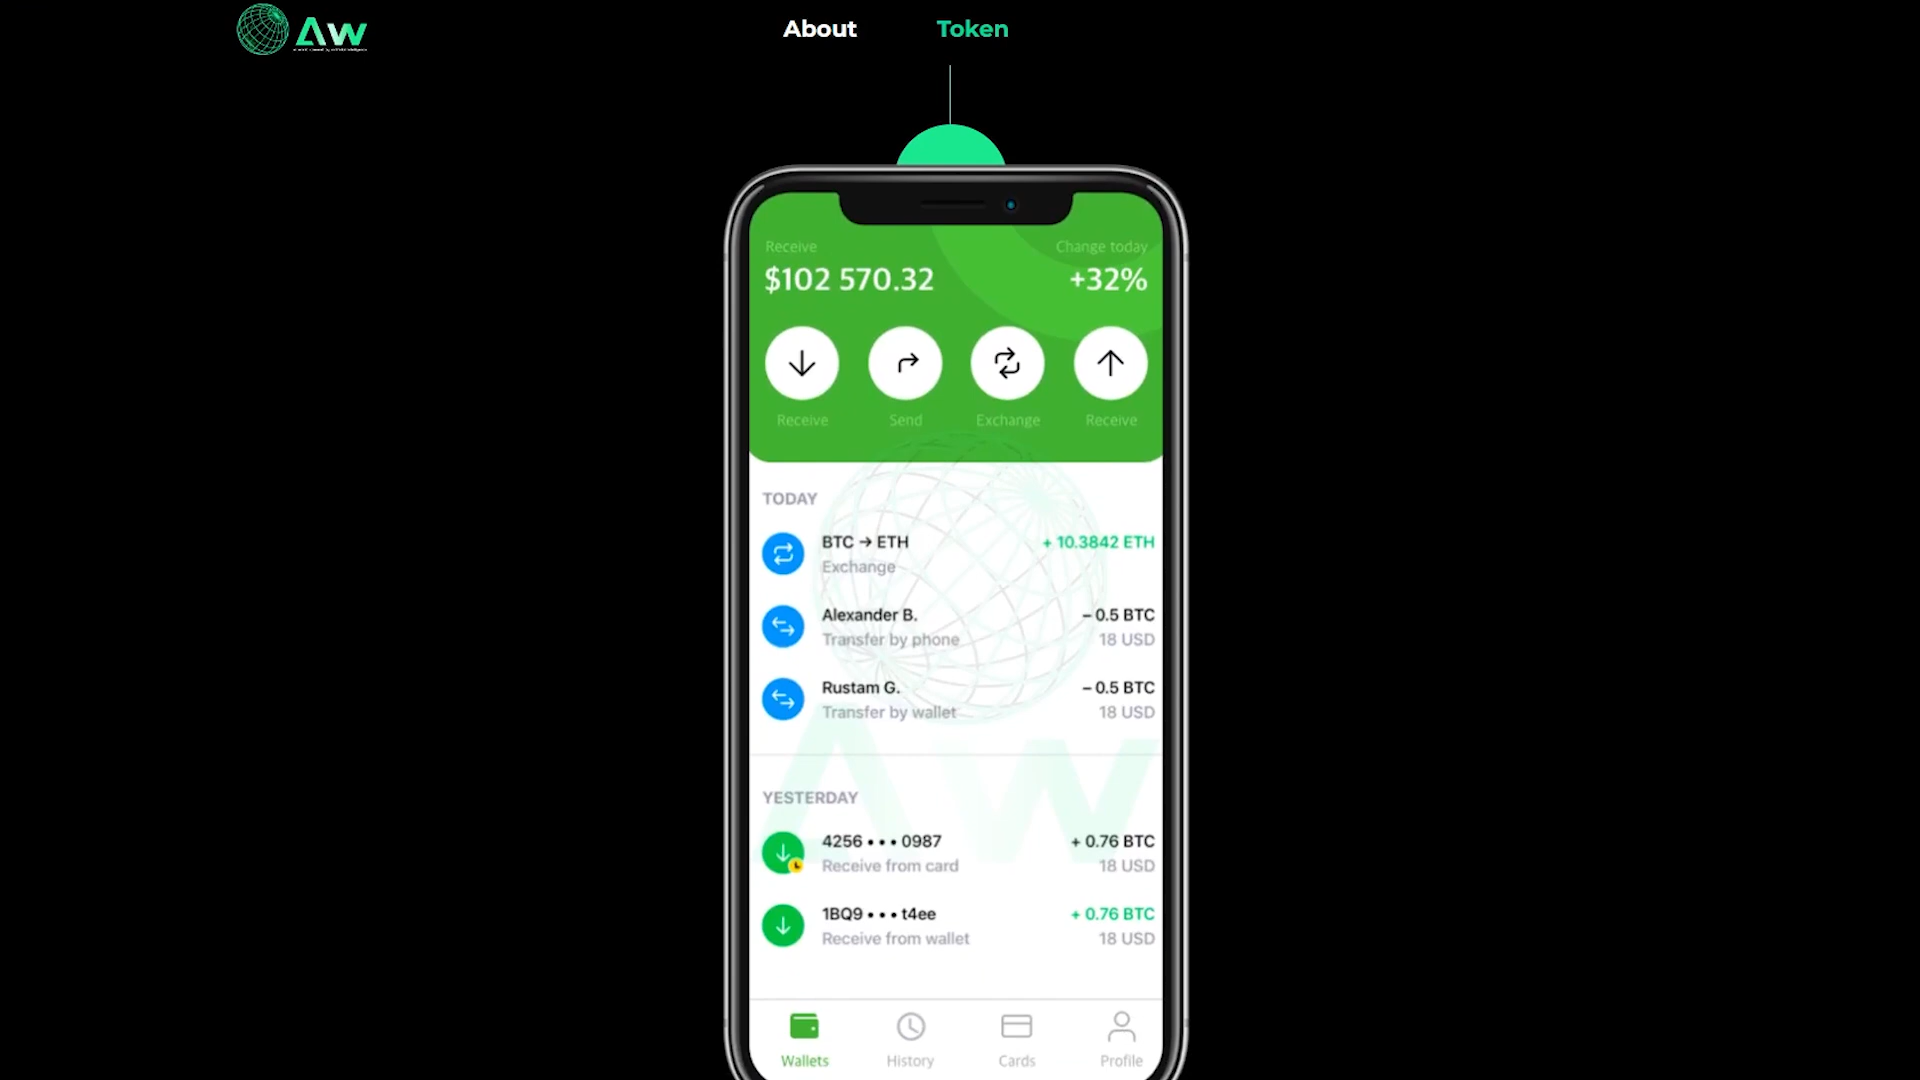 Aw
About
Token
Receive
Change today
$102 570.32
+32%
Receive
Send
Exchange
Receive
TODAY
BTC → ETH
+ 10.3842 ETH
Exchange
Alexander B.
– 0.5 BTC
Transfer by phone
18 USD
Rustam G.
– 0.5 BTC
Transfer by wallet
18 USD
Aw
YESTERDAY
4256 • • • 0987
+ 0.76 BTC
Receive from card
18 USD
1BQ9 • • • t4ee
+ 0.76 BTC
Receive from wallet
18 USD
Wallets
History
Cards
Profile